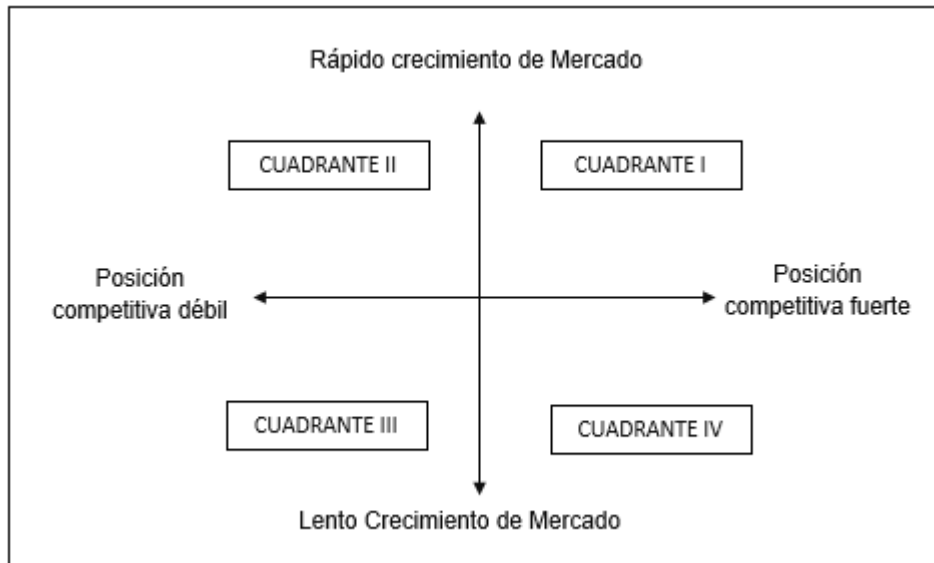 Rápido crecimiento de Mercado
CUADRANTE II
CUADRANTE I
Posición
competitiva débil
Posición
competitiva fuerte
CUADRANTE III
CUADRANTE IV
Lento Crecimiento de Mercado